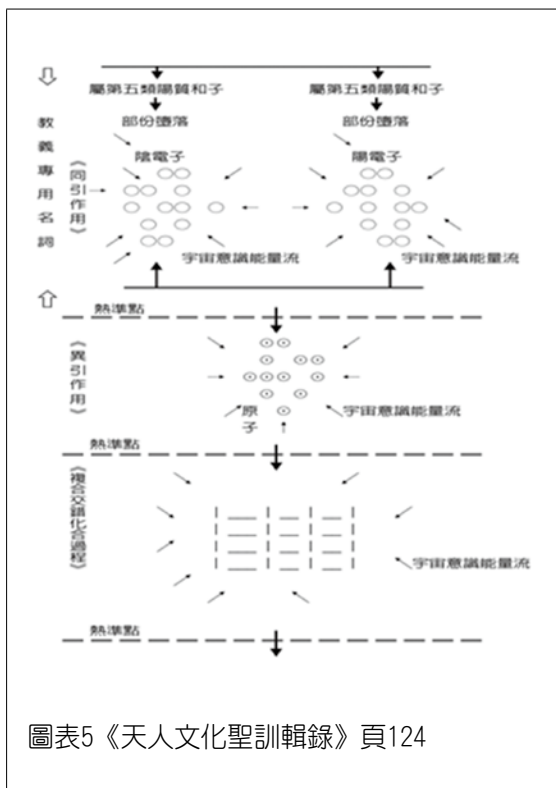 屬第五類陽質和子
屬第五類陽質和子
教義專用名詞
部份墮落
部份墮落
《同引作用》
陰電子
陽電子
宇宙意識能量流
宇宙意識能量流
熱準點
《異引作用》
原子
宇宙意識能量流
熱準點
《複合交錯化合過程》
宇宙意識能量流
熱準點
圖表5《天人文化聖訓輯錄》頁124